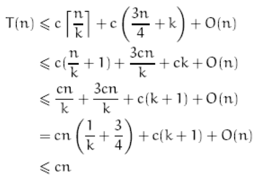 T(n) ⩽ c⌈n/k⌉ + c(3n/4 + k) + O(n)
⩽ c(n/k + 1) + 3cn/k + ck + O(n)
⩽ cn/k + 3cn/k + c(k + 1) + O(n)
= cn(1/k + 3/4) + c(k + 1) + O(n)
⩽ cn